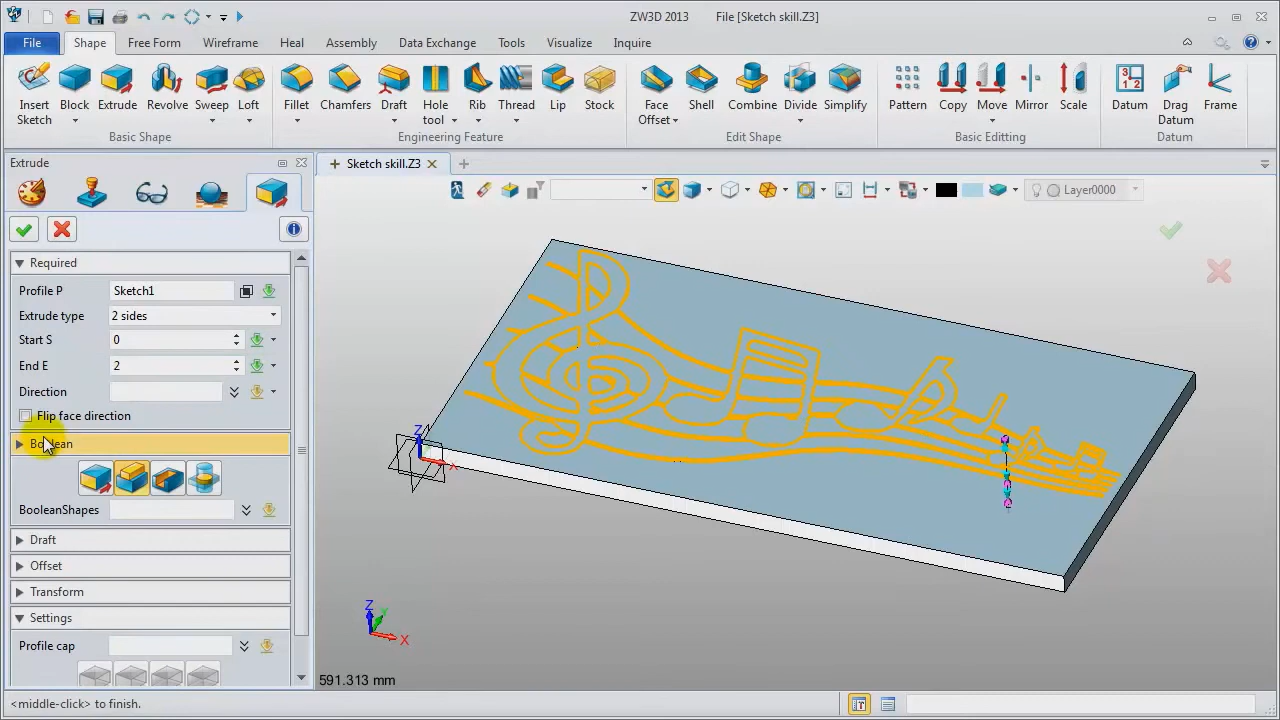 ZW3D 2013 File [Sketch skill.Z3]
File Shape Free Form Wireframe Heal Assembly Data Exchange Tools Visualize Inquire
Insert Sketch Block Extrude Revolve Sweep Loft Fillet Chamfers Draft Hole tool Rib Thread Lip Stock Face Offset Shell Combine Divide Simplify Pattern Copy Move Mirror Scale Datum Drag Datum Frame
Basic Shape Engineering Feature Edit Shape Basic Editing Datum
Extrude
Sketch skill.Z3
Layer0000
Required
Profile P Sketch1
Extrude type 2 sides
Start S 0
End E 2
Direction
Flip face direction
Boolean
BooleanShapes
Draft
Offset
Transform
Settings
Profile cap
Z
X
Z
Y
X
591.313 mm
<middle-click> to finish.